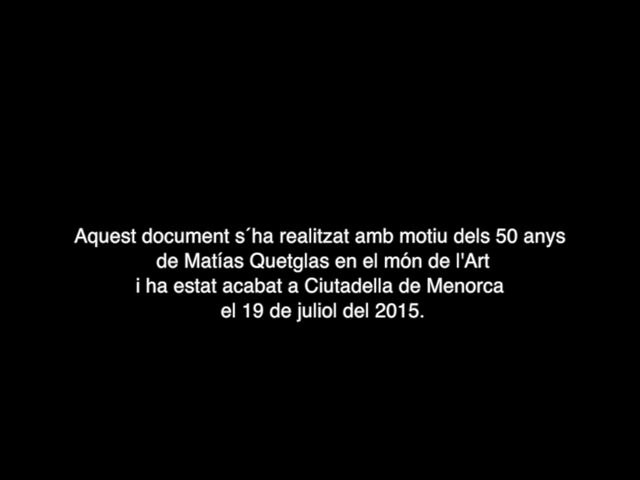 Aquest document s´ha realitzat amb motiu dels 50 anys
de Matías Quetglas en el món de l'Art
i ha estat acabat a Ciutadella de Menorca
el 19 de juliol del 2015.